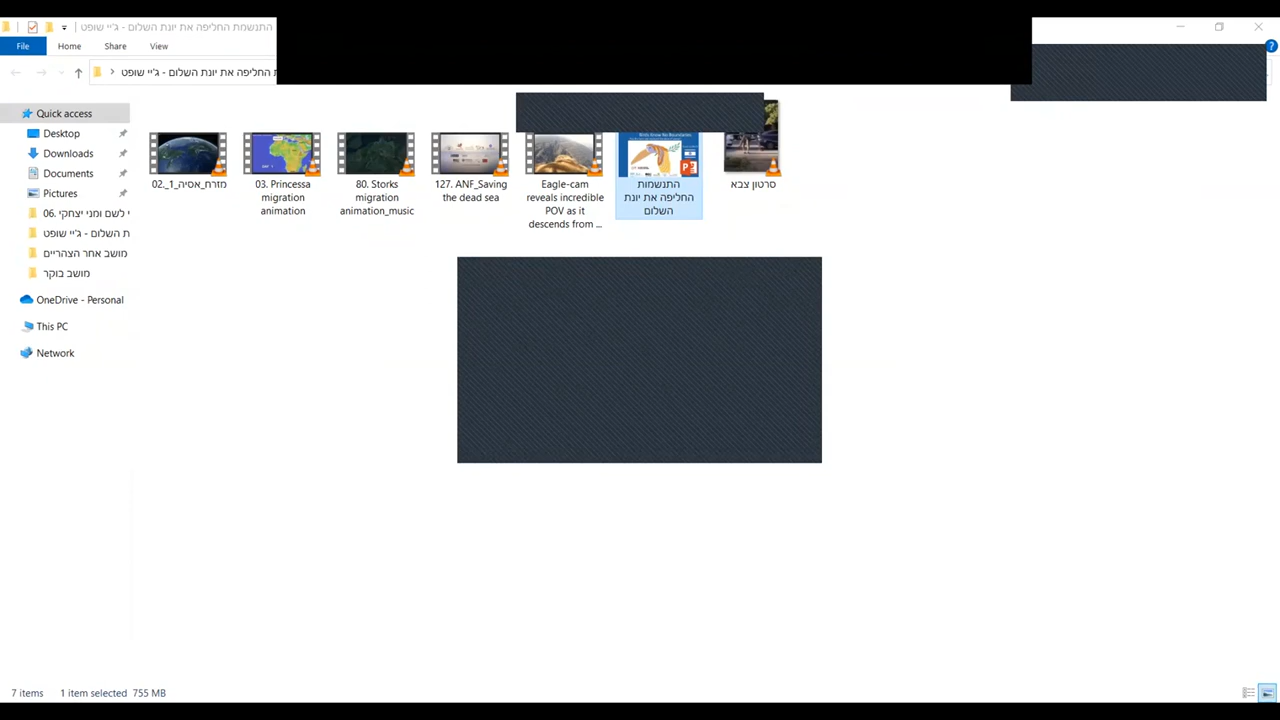 התנשמת החליפה את יונת השלום - ג'יי שופט
File
Home
Share
View
החליפה את יונת השלום - ג'יי שופט
Quick access
Desktop
Downloads
Documents
Pictures
06. לשם ומני יצחקי
ת השלום - ג'יי שופט
מושב אחר הצהריים
מושב בוקר
OneDrive - Personal
This PC
Network
02._1_מזרח_אסיה
03. Princessa
migration
animation
80. Storks
migration
animation_music
127. ANF_Saving
the dead sea
Eagle-cam
reveals incredible
POV as it
descends from ...
Birds Know No Boundaries
התנשמות
החליפה את יונת
השלום
סרטון צבא
7 items
1 item selected
755 MB